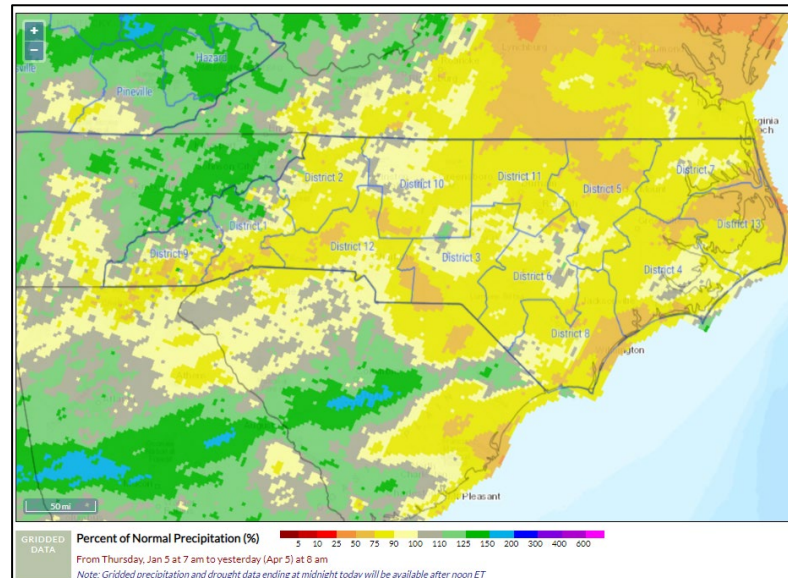 +
−
Hazard
Pineville
ville
District 2
District 10
District 11
District 5
District 7
District 1
District 12
District 3
District 13
District 9
District 6
District 4
District 8
50 mi
Pleasant
GRIDDED
DATA
Percent of Normal Precipitation (%)
5 10 25 50 75 90 100 110 125 150 200 300 400 600
From Thursday, Jan 5 at 7 am to yesterday (Apr 5) at 8 am
Note: Gridded precipitation and drought data ending at midnight today will be available after noon ET